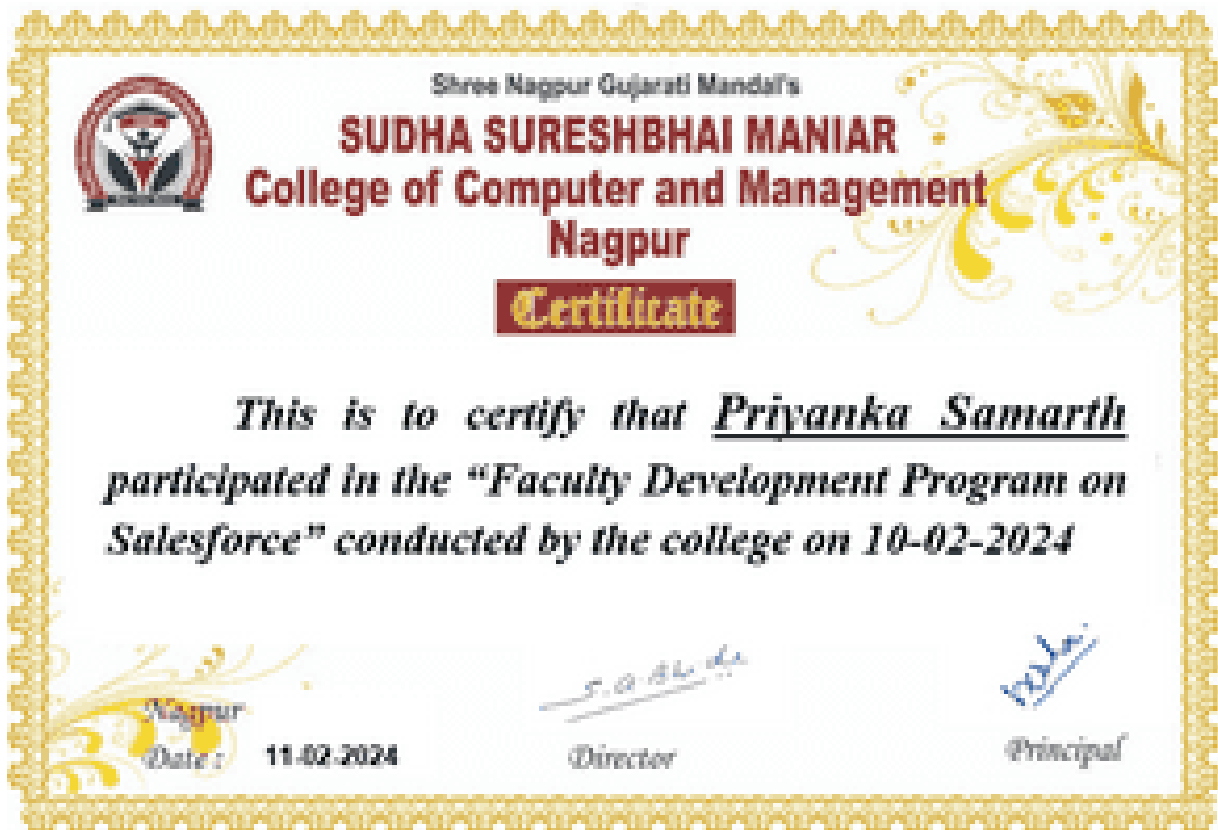 Shree Nagpur Gujarati Mandal's
SUDHA SURESHBHAI MANIAR
College of Computer and Management
Nagpur
Certificate
This is to certify that Priyanka Samarth
participated in the “Faculty Development Program on
Salesforce” conducted by the college on 10-02-2024
Nagpur
Date : 11-02-2024
Director
Principal